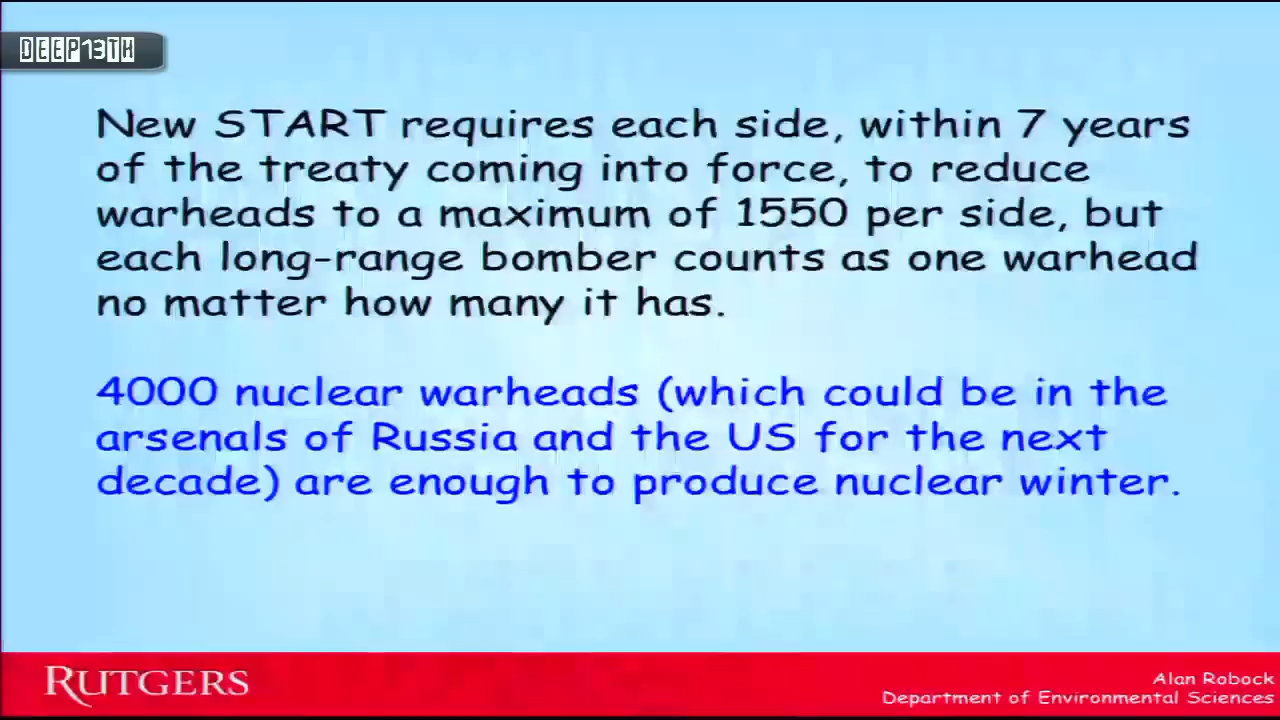 DEEP13TH
New START requires each side, within 7 years
of the treaty coming into force, to reduce
warheads to a maximum of 1550 per side, but
each long-range bomber counts as one warhead
no matter how many it has.
4000 nuclear warheads (which could be in the
arsenals of Russia and the US for the next
decade) are enough to produce nuclear winter.
RUTGERS
Alan Robock
Department of Environmental Sciences